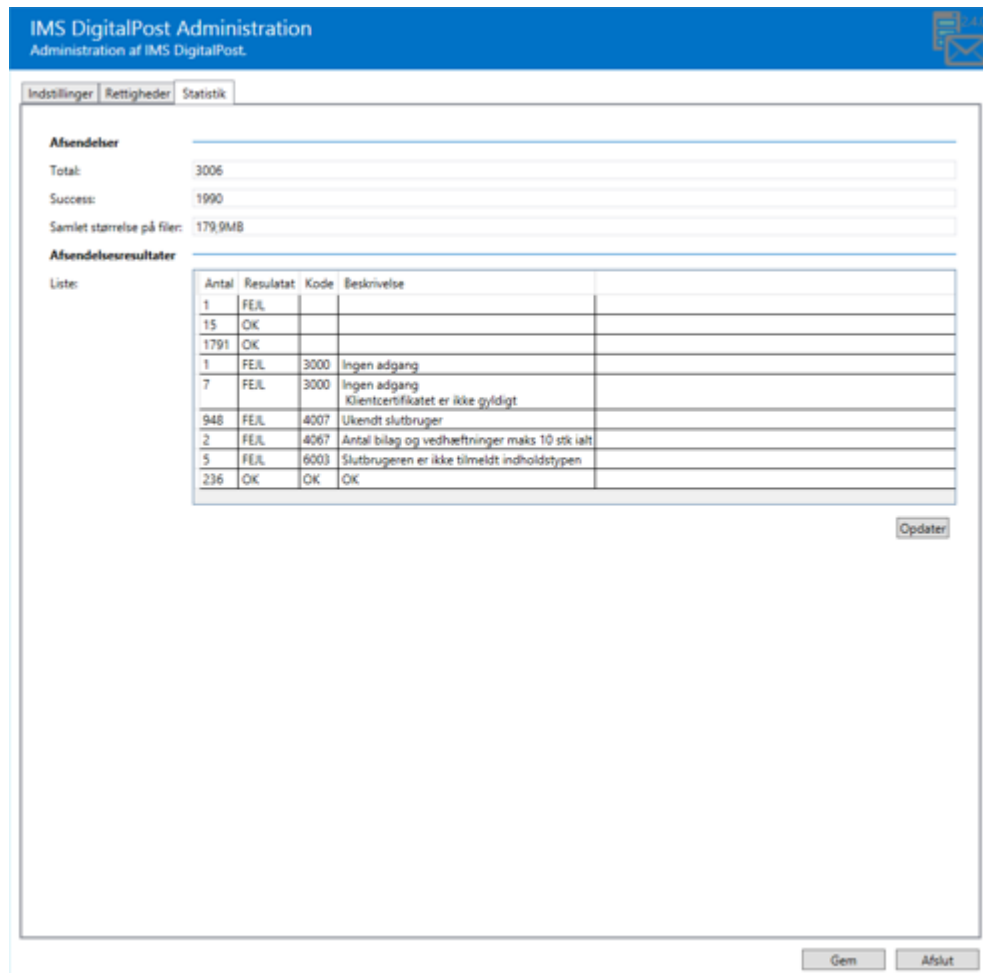 IMS DigitalPost Administration
Administration af IMS DigitalPost.
Indstillinger Rettigheder Statistik
Afsendelser
Total: 3006
Success: 1990
Samlet størrelse på filer: 179,9MB
Afsendelsesresultater
Liste:
Antal Resulatat Kode Beskrivelse
1 FEJL
15 OK
1791 OK
1 FEJL 3000 Ingen adgang
7 FEJL 3000 Ingen adgang
Klientcertifikatet er ikke gyldigt
948 FEJL 4007 Ukendt slutbruger
2 FEJL 4067 Antal bilag og vedhæftninger maks 10 stk ialt
5 FEJL 6003 Slutbrugeren er ikke tilmeldt indholdstypen
236 OK OK OK
Opdater
Gem Afslut